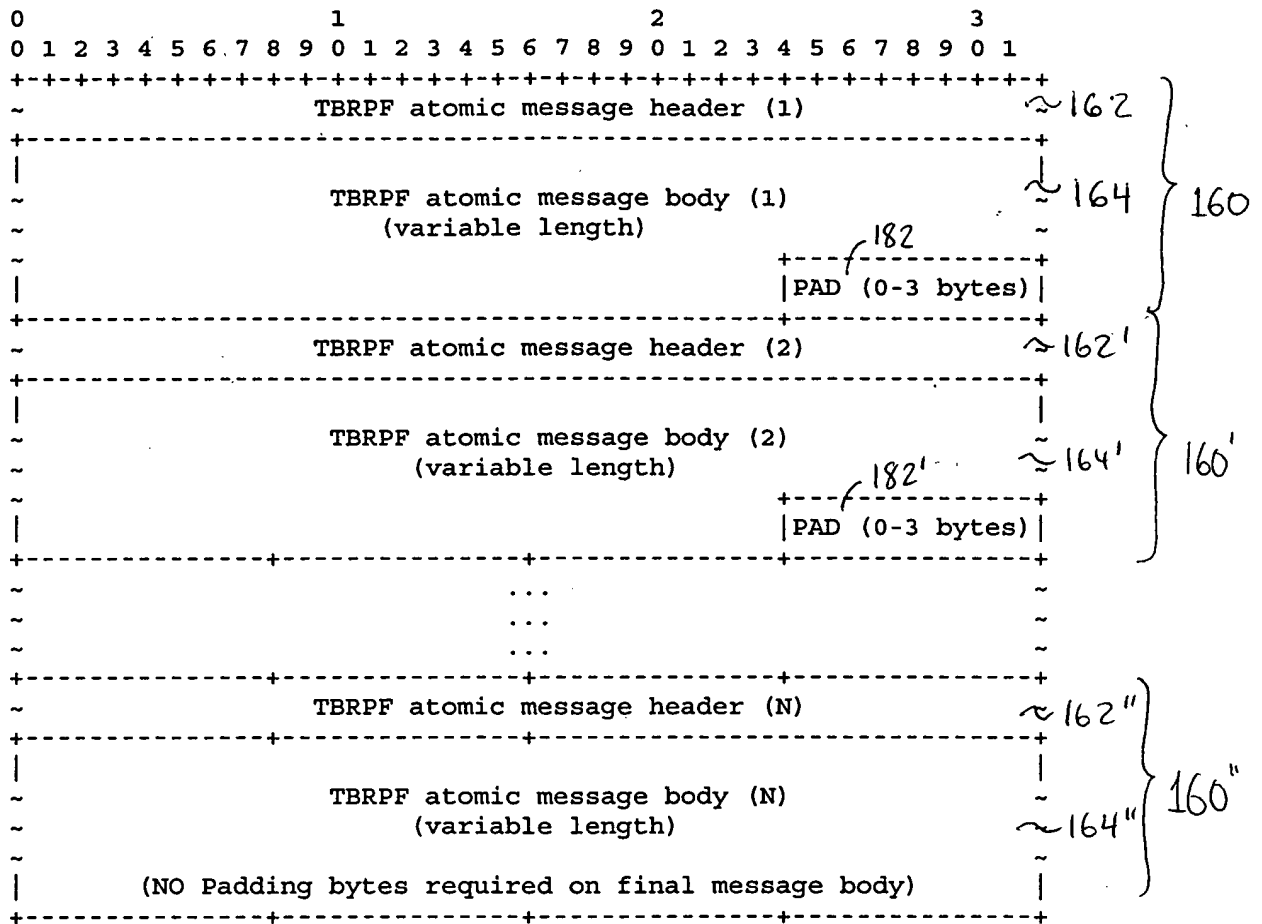 0 1 2 3
0 1 2 3 4 5 6 7 8 9 0 1 2 3 4 5 6 7 8 9 0 1 2 3 4 5 6 7 8 9 0 1
TBRPF atomic message header (1) 162
160
TBRPF atomic message body (1) 164
(variable length)
182
PAD (0-3 bytes)
TBRPF atomic message header (2) 162'
160'
TBRPF atomic message body (2)
(variable length) 164'
182'
PAD (0-3 bytes)
...
...
...
TBRPF atomic message header (N) 162"
160"
TBRPF atomic message body (N)
(variable length) 164"
(NO Padding bytes required on final message body)